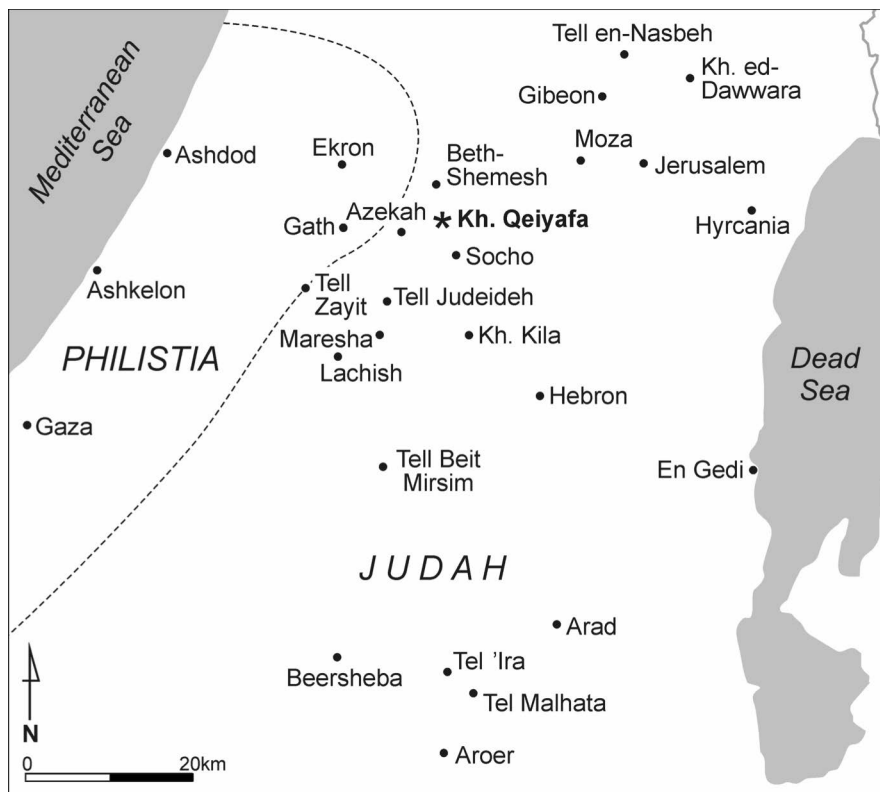 Mediterranean
Sea
Tell en-Nasbeh
Kh. ed-
Dawwara
Gibeon
Ashdod
Ekron
Beth-
Shemesh
Moza
Jerusalem
Gath
Azekah
* Kh. Qeiyafa
Hyrcania
Socho
Ashkelon
Tell
Zayit
Tell Judeideh
PHILISTIA
Maresha
Kh. Kila
Lachish
Dead
Sea
Hebron
Gaza
Tell Beit
Mirsim
En Gedi
JUDAH
Arad
Beersheba
Tel 'Ira
Tel Malhata
N
Aroer
0 20km